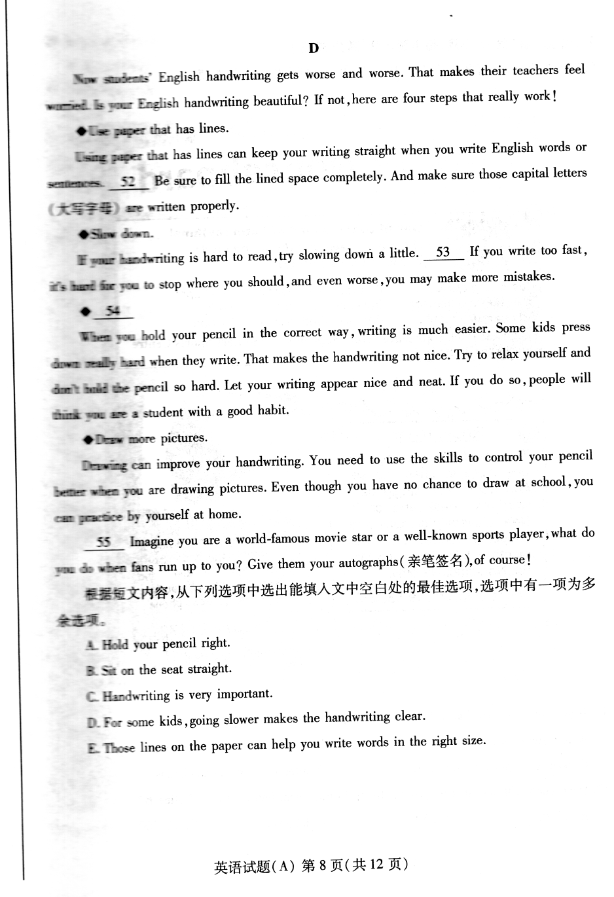 D
Now students' English handwriting gets worse and worse. That makes their teachers feel
worried. Is your English handwriting beautiful? If not, here are four steps that really work!
◆Use paper that has lines.
Using paper that has lines can keep your writing straight when you write English words or
sentences. 52 Be sure to fill the lined space completely. And make sure those capital letters
(大写字母) are written properly.
◆Slow down.
If your handwriting is hard to read, try slowing down a little. 53 If you write too fast,
it's hard for you to stop where you should, and even worse, you may make more mistakes.
◆ 54
When you hold your pencil in the correct way, writing is much easier. Some kids press
down really hard when they write. That makes the handwriting not nice. Try to relax yourself and
don't hold the pencil so hard. Let your writing appear nice and neat. If you do so, people will
think you are a student with a good habit.
◆Draw more pictures.
Drawing can improve your handwriting. You need to use the skills to control your pencil
better when you are drawing pictures. Even though you have no chance to draw at school, you
can practice by yourself at home.
55 Imagine you are a world-famous movie star or a well-known sports player, what do
you do when fans run up to you? Give them your autographs(亲笔签名), of course!
根据短文内容,从下列选项中选出能填入文中空白处的最佳选项,选项中有一项为多
余选项。
A. Hold your pencil right.
B. Sit on the seat straight.
C. Handwriting is very important.
D. For some kids, going slower makes the handwriting clear.
E. Those lines on the paper can help you write words in the right size.
英语试题(A) 第 8 页(共 12 页)